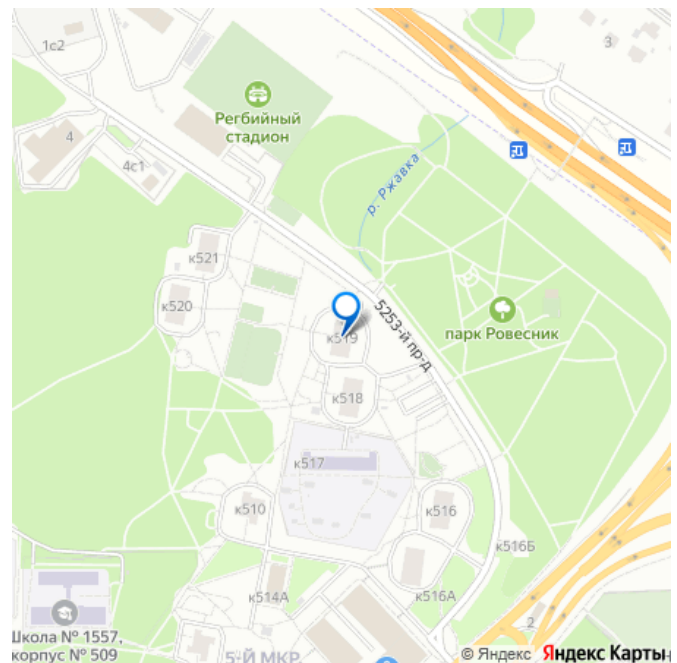 1с2
3
Регбийный
стадион
4
4с1
р. Ржавка
к521
к520
5253-й пр-д
парк Ровесник
к519
к518
к517
к510
к516
к516Б
к514А
к516А
2
Школа № 1557,
корпус № 509
5-Й МКР
© Яндекс Яндекс Карты